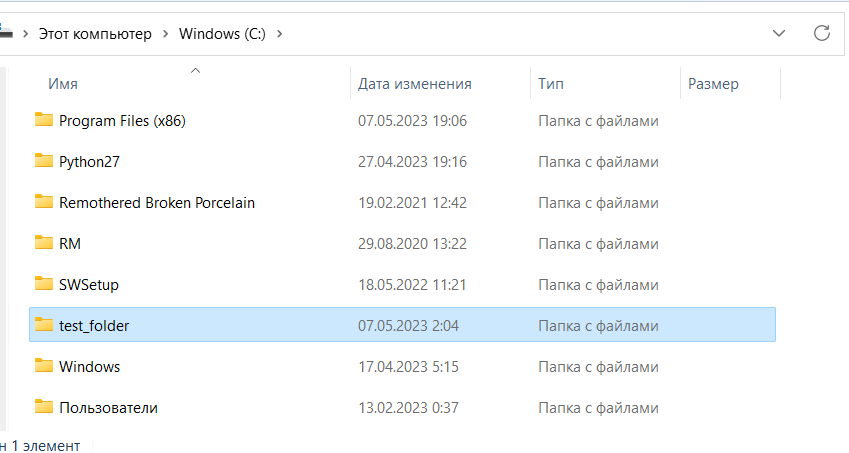 Этот компьютер > Windows (C:) >
Имя Дата изменения Тип Размер
Program Files (x86) 07.05.2023 19:06 Папка с файлами
Python27 27.04.2023 19:16 Папка с файлами
Remothered Broken Porcelain 19.02.2021 12:42 Папка с файлами
RM 29.08.2020 13:22 Папка с файлами
SWSetup 18.05.2022 11:21 Папка с файлами
test_folder 07.05.2023 2:04 Папка с файлами
Windows 17.04.2023 5:15 Папка с файлами
Пользователи 13.02.2023 0:37 Папка с файлами
н 1 элемент